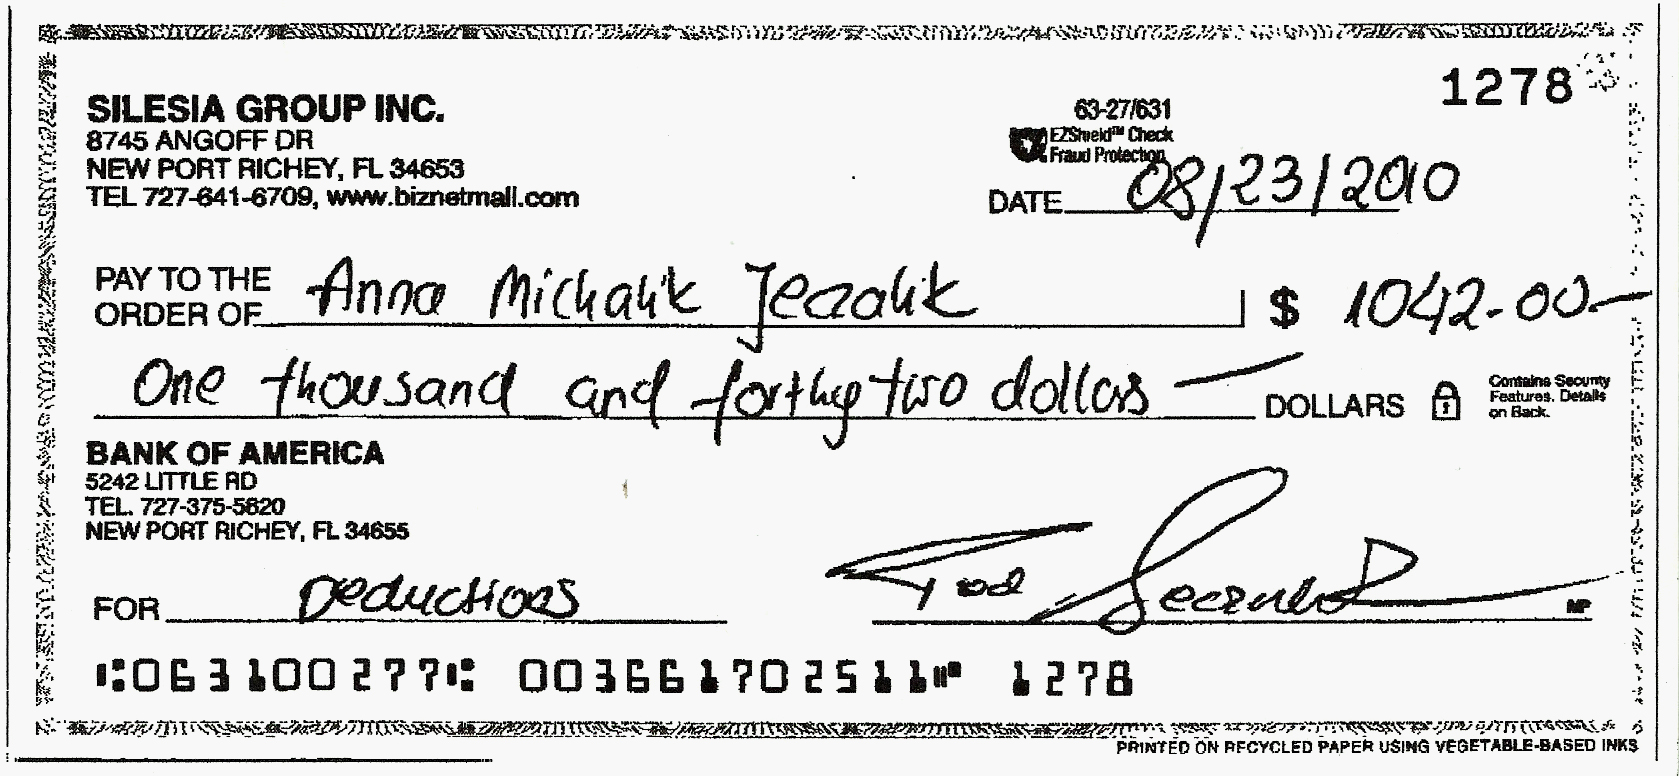 1278
SILESIA GROUP INC.
8745 ANGOFF DR
NEW PORT RICHEY, FL 34653
TEL 727-641-6709, www.biznetmall.com
63-27/631
EZShield™ Check
Fraud Protection
DATE 08/23/2010
PAY TO THE
ORDER OF Anna Michalik Jeczalik $ 1042.00
One thousand and forthy two dollars DOLLARS
Contains Security
Features. Details
on Back.
BANK OF AMERICA
5242 LITTLE RD
TEL. 727-375-5820
NEW PORT RICHEY, FL 34655
FOR Deductions
MP
⑆063100277⑆ 003661702511⑈ 1278
PRINTED ON RECYCLED PAPER USING VEGETABLE-BASED INKS